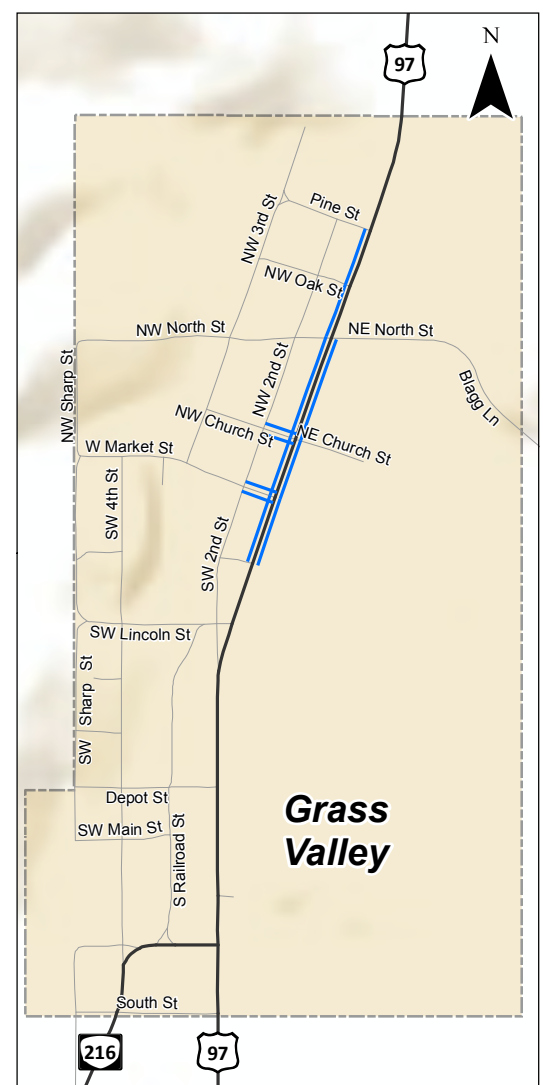 N
97
Pine St
NW 3rd St
NW Oak St
NW North St
NE North St
NW Sharp St
NW 2nd St
Blagg Ln
NW Church St
NE Church St
W Market St
SW 4th St
SW 2nd St
SW Lincoln St
SW Sharp St
Depot St
Grass
Valley
SW Main St
S Railroad St
South St
216
97